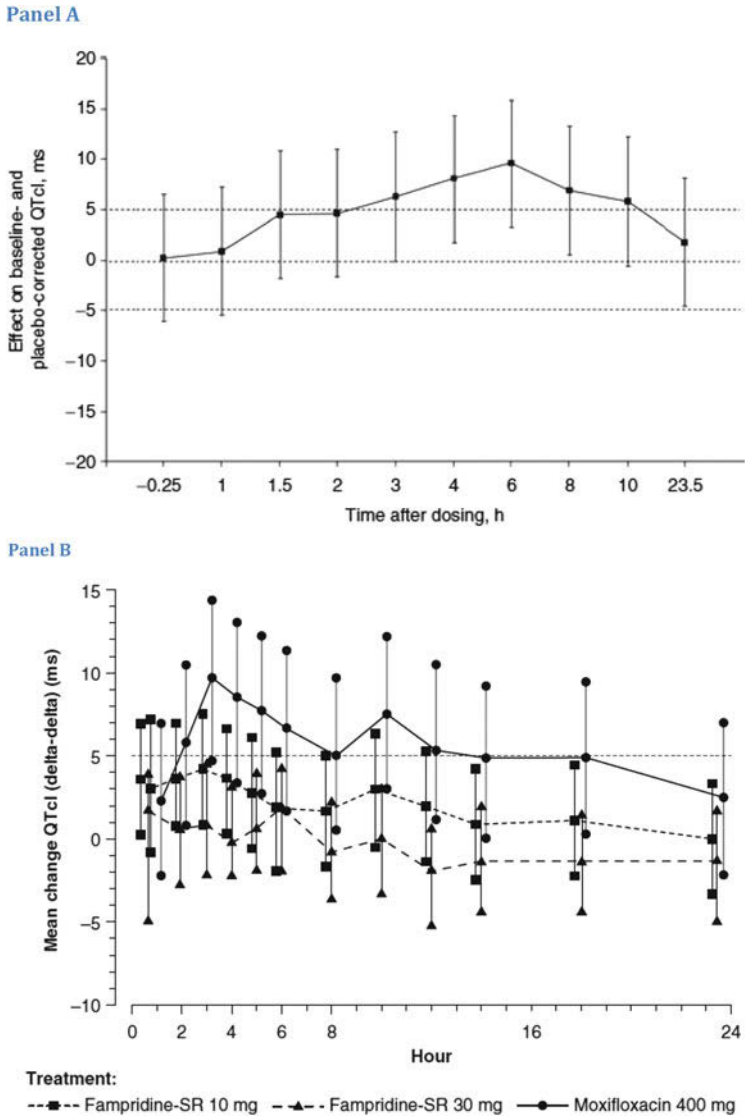 Panel A
Effect on baseline- and
placebo-corrected QTcI, ms
20
15
10
5
0
−5
−10
−15
−20
−0.25 1 1.5 2 3 4 6 8 10 23.5
Time after dosing, h
Panel B
Mean change QTcI (delta-delta) (ms)
15
10
5
0
−5
−10
0 2 4 6 8 16 24
Hour
Treatment:
Fampridine-SR 10 mg Fampridine-SR 30 mg Moxifloxacin 400 mg